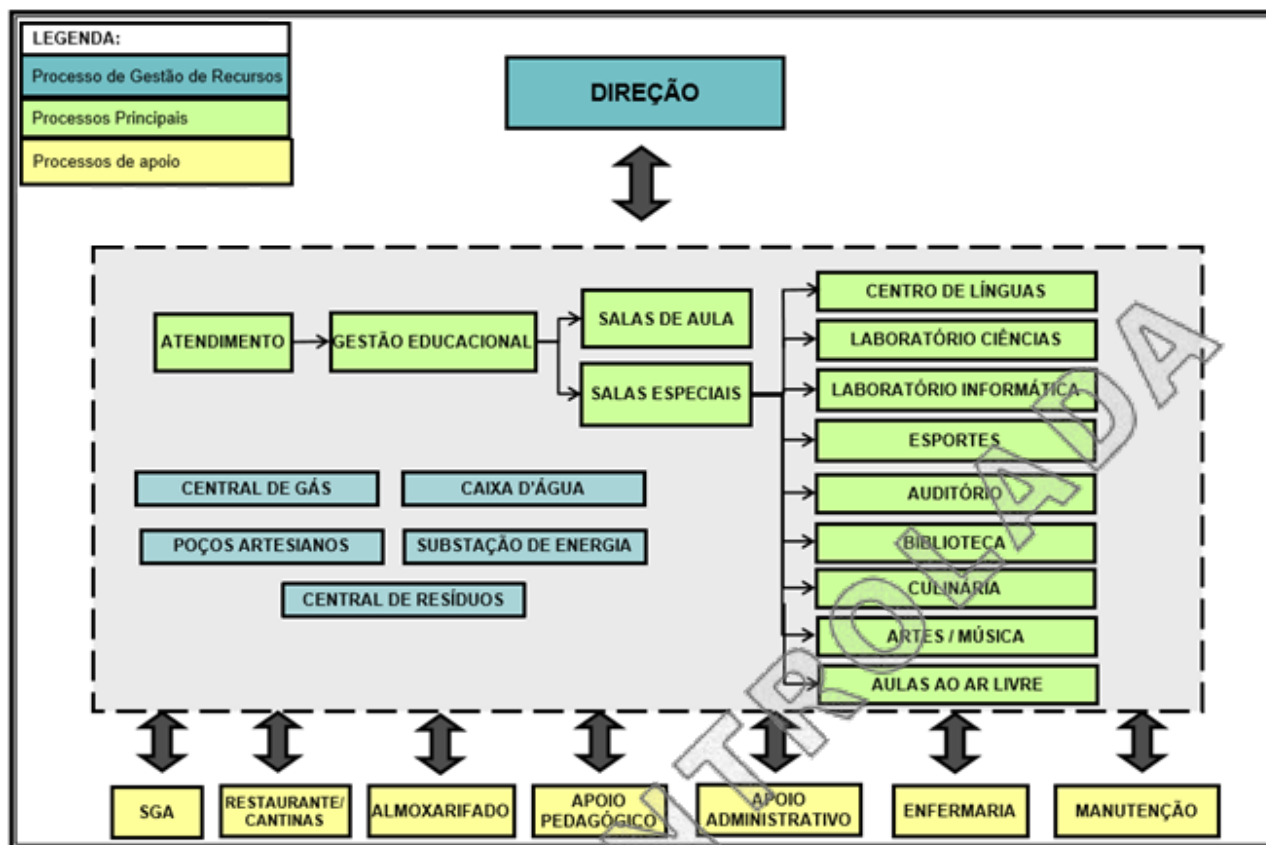 LEGENDA:
Processo de Gestão de Recursos
Processos Principais
Processos de apoio
DIREÇÃO
ATENDIMENTO
GESTÃO EDUCACIONAL
SALAS DE AULA
SALAS ESPECIAIS
CENTRO DE LÍNGUAS
LABORATÓRIO CIÊNCIAS
LABORATÓRIO INFORMÁTICA
ESPORTES
AUDITÓRIO
BIBLIOTECA
CULINÁRIA
ARTES / MÚSICA
AULAS AO AR LIVRE
CENTRAL DE GÁS
CAIXA D'ÁGUA
POÇOS ARTESIANOS
SUBSTAÇÃO DE ENERGIA
CENTRAL DE RESÍDUOS
SGA
RESTAURANTE/
CANTINAS
ALMOXARIFADO
APOIO
PEDAGÓGICO
APOIO
ADMINISTRATIVO
ENFERMARIA
MANUTENÇÃO
NTROLADA